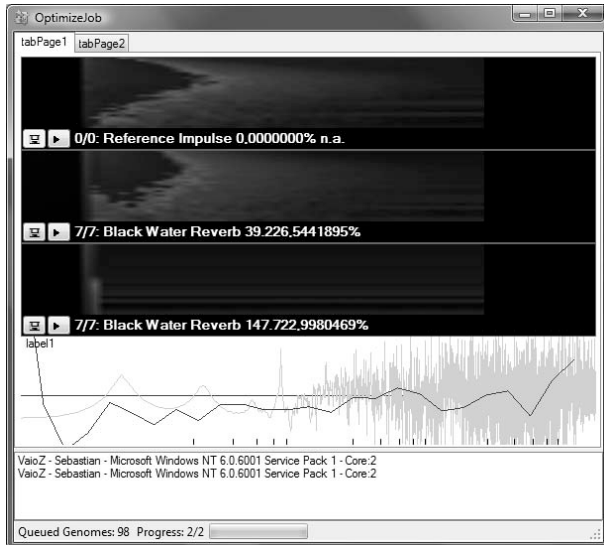 OptimizeJob
tabPage1 tabPage2
0/0: Reference Impulse 0,0000000% n.a.
7/7: Black Water Reverb 39.226,5441895%
7/7: Black Water Reverb 147.722,9980469%
label1
VaioZ - Sebastian - Microsoft Windows NT 6.0.6001 Service Pack 1 - Core:2
VaioZ - Sebastian - Microsoft Windows NT 6.0.6001 Service Pack 1 - Core:2
Queued Genomes: 98 Progress: 2/2